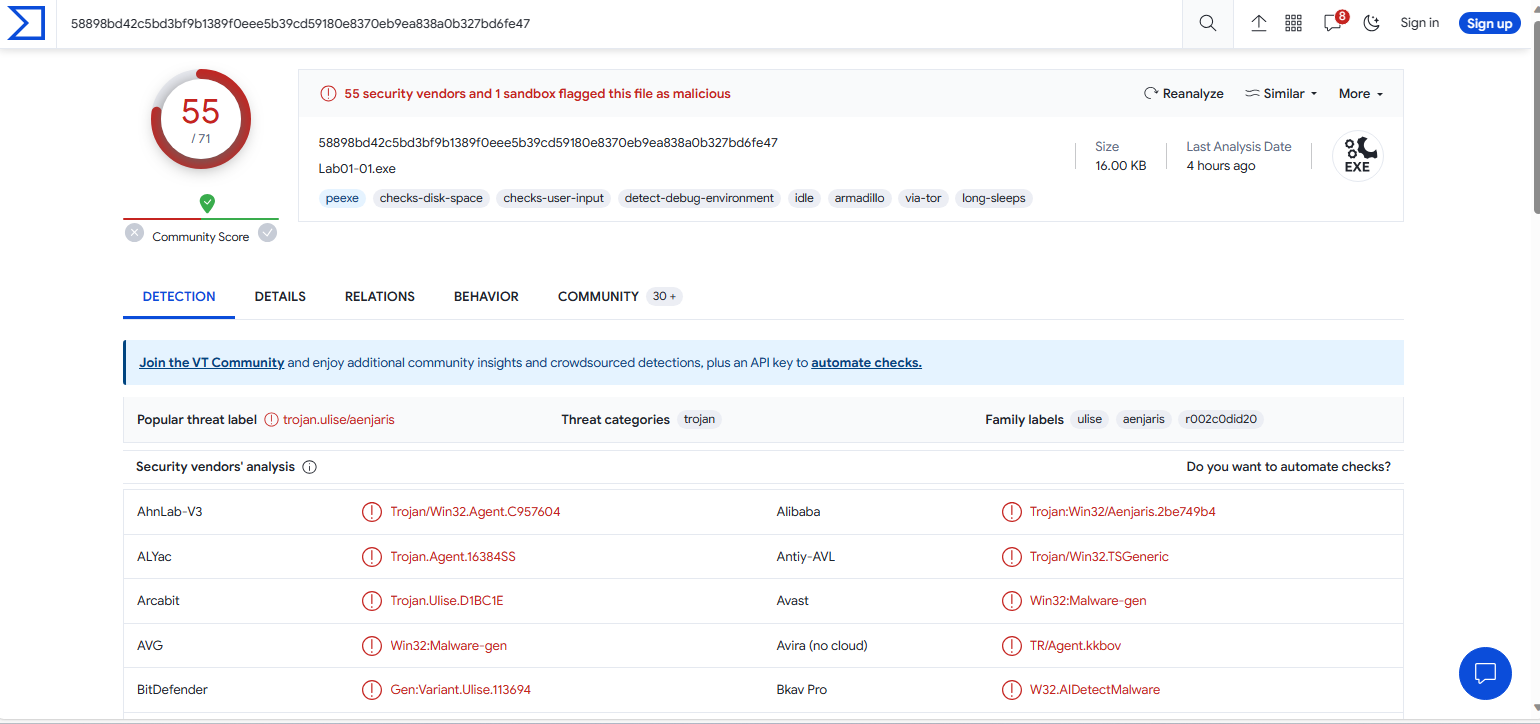 58898bd42c5bd3bf9b1389f0eee5b39cd59180e8370eb9ea838a0b327bd6fe47
8
Sign in
Sign up
55
/ 71
Community Score
55 security vendors and 1 sandbox flagged this file as malicious
Reanalyze
Similar
More
58898bd42c5bd3bf9b1389f0eee5b39cd59180e8370eb9ea838a0b327bd6fe47
Lab01-01.exe
Size
16.00 KB
Last Analysis Date
4 hours ago
EXE
peexe checks-disk-space checks-user-input detect-debug-environment idle armadillo via-tor long-sleeps
DETECTION DETAILS RELATIONS BEHAVIOR COMMUNITY 30 +
Join the VT Community and enjoy additional community insights and crowdsourced detections, plus an API key to automate checks.
Popular threat label trojan.ulise/aenjaris Threat categories trojan Family labels ulise aenjaris r002c0did20
Security vendors' analysis Do you want to automate checks?
AhnLab-V3 Trojan/Win32.Agent.C957604 Alibaba Trojan:Win32/Aenjaris.2be749b4
ALYac Trojan.Agent.16384SS Antiy-AVL Trojan/Win32.TSGeneric
Arcabit Trojan.Ulise.D1BC1E Avast Win32:Malware-gen
AVG Win32:Malware-gen Avira (no cloud) TR/Agent.kkbov
BitDefender Gen:Variant.Ulise.113694 Bkav Pro W32.AIDetectMalware